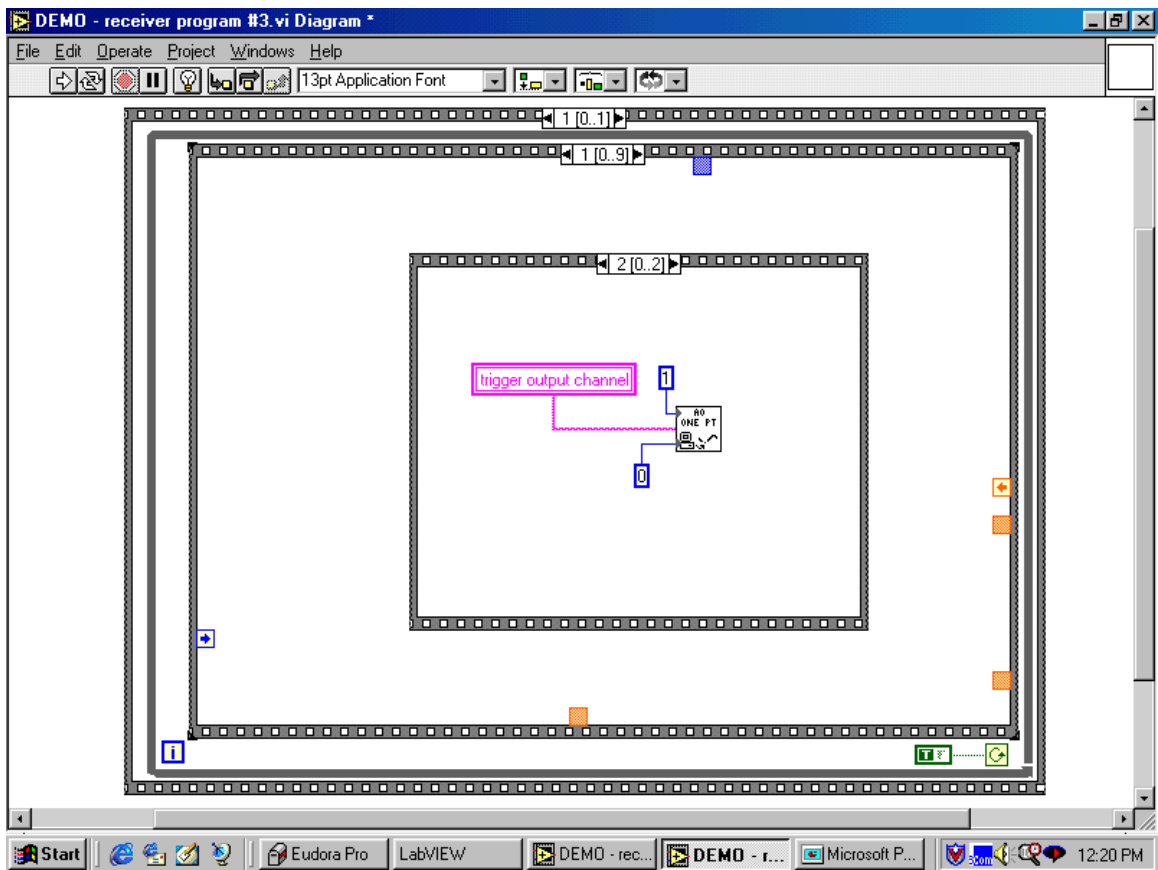 DEMO - receiver program #3.vi Diagram *
File Edit Operate Project Windows Help
13pt Application Font
1 [0..1]
1 [0..9]
2 [0..2]
trigger output channel
1
AO
ONE PT
0
i
T F
Start
Eudora Pro
LabVIEW
DEMO - rec...
DEMO - r...
Microsoft P...
3com
12:20 PM